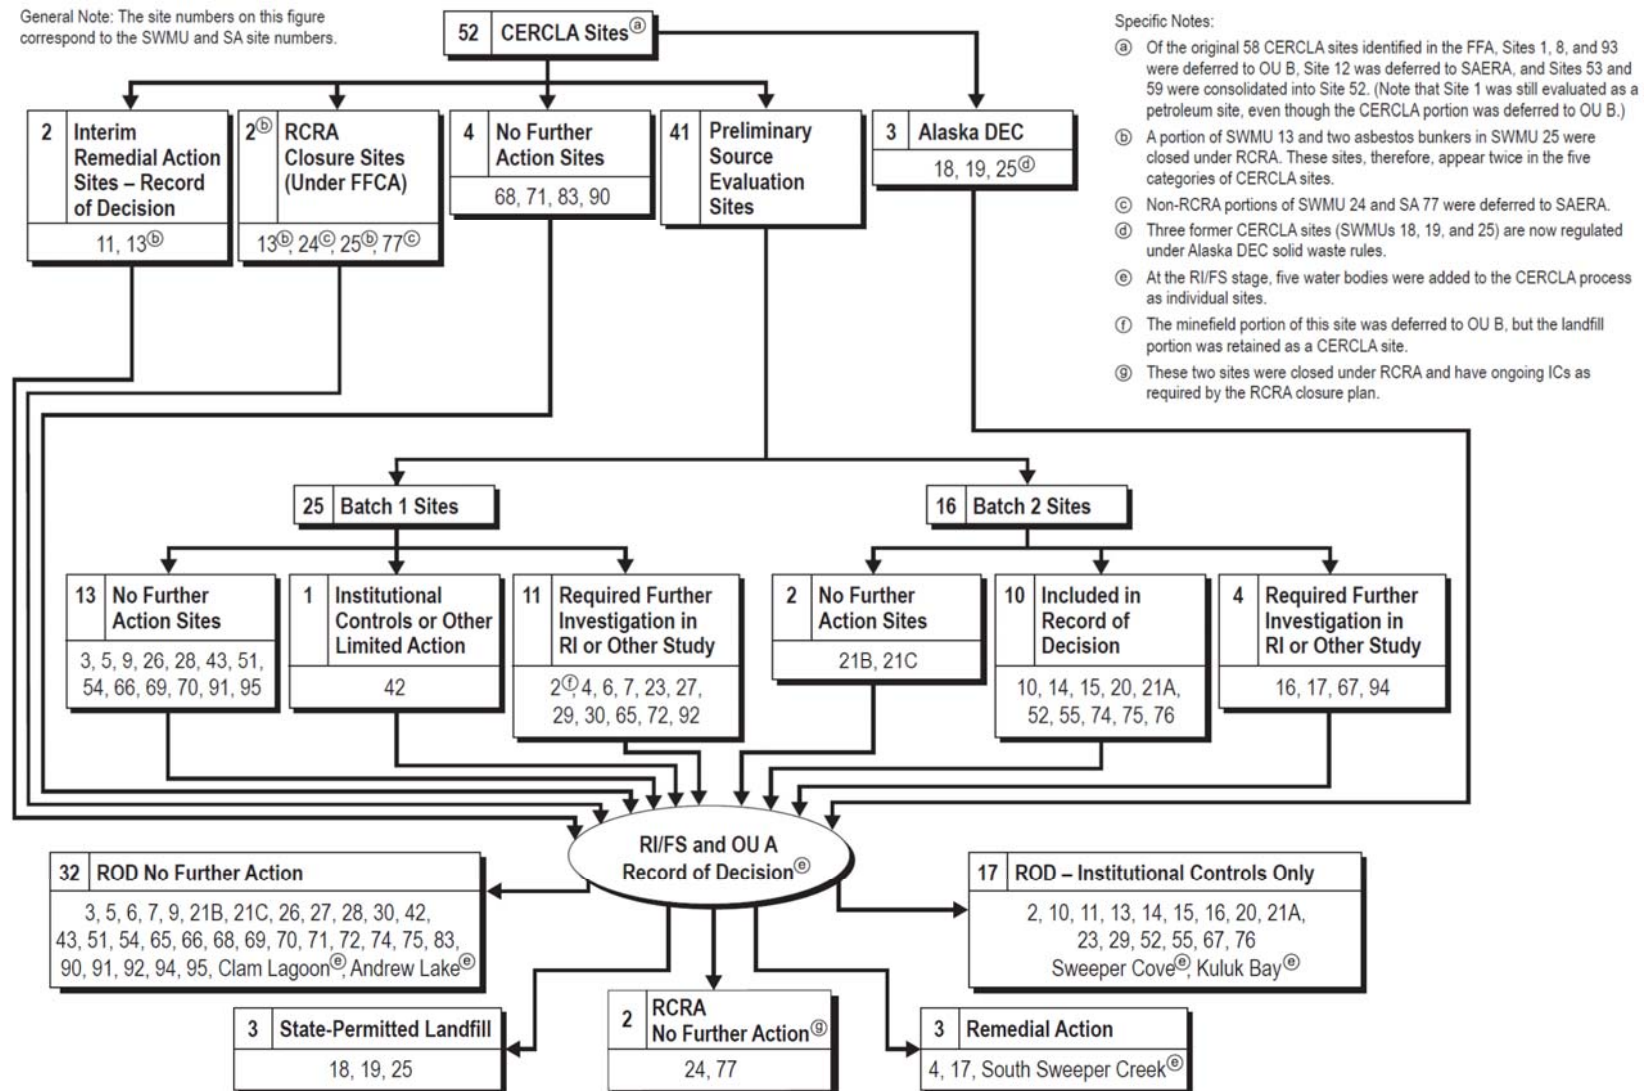 General Note: The site numbers on this figure
correspond to the SWMU and SA site numbers.
52 CERCLA Sitesⓐ
Specific Notes:
ⓐ Of the original 58 CERCLA sites identified in the FFA, Sites 1, 8, and 93
were deferred to OU B, Site 12 was deferred to SAERA, and Sites 53 and
59 were consolidated into Site 52. (Note that Site 1 was still evaluated as a
petroleum site, even though the CERCLA portion was deferred to OU B.)
ⓑ A portion of SWMU 13 and two asbestos bunkers in SWMU 25 were
closed under RCRA. These sites, therefore, appear twice in the five
categories of CERCLA sites.
ⓒ Non-RCRA portions of SWMU 24 and SA 77 were deferred to SAERA.
ⓓ Three former CERCLA sites (SWMUs 18, 19, and 25) are now regulated
under Alaska DEC solid waste rules.
ⓔ At the RI/FS stage, five water bodies were added to the CERCLA process
as individual sites.
ⓕ The minefield portion of this site was deferred to OU B, but the landfill
portion was retained as a CERCLA site.
ⓖ These two sites were closed under RCRA and have ongoing ICs as
required by the RCRA closure plan.
2 Interim
Remedial Action
Sites – Record
of Decision
11, 13ⓑ
2ⓑ RCRA
Closure Sites
(Under FFCA)
13ⓑ, 24ⓒ, 25ⓑ, 77ⓒ
4 No Further
Action Sites
68, 71, 83, 90
41 Preliminary
Source
Evaluation
Sites
3 Alaska DEC
18, 19, 25ⓓ
25 Batch 1 Sites
16 Batch 2 Sites
13 No Further
Action Sites
3, 5, 9, 26, 28, 43, 51,
54, 66, 69, 70, 91, 95
1 Institutional
Controls or Other
Limited Action
42
11 Required Further
Investigation in
RI or Other Study
2ⓕ, 4, 6, 7, 23, 27,
29, 30, 65, 72, 92
2 No Further
Action Sites
21B, 21C
10 Included in
Record of
Decision
10, 14, 15, 20, 21A,
52, 55, 74, 75, 76
4 Required Further
Investigation in
RI or Other Study
16, 17, 67, 94
RI/FS and OU A
Record of Decisionⓔ
32 ROD No Further Action
3, 5, 6, 7, 9, 21B, 21C, 26, 27, 28, 30, 42,
43, 51, 54, 65, 66, 68, 69, 70, 71, 72, 74, 75, 83,
90, 91, 92, 94, 95, Clam Lagoonⓔ, Andrew Lakeⓔ
17 ROD – Institutional Controls Only
2, 10, 11, 13, 14, 15, 16, 20, 21A,
23, 29, 52, 55, 67, 76
Sweeper Coveⓔ, Kuluk Bayⓔ
3 State-Permitted Landfill
18, 19, 25
2 RCRA
No Further Actionⓖ
24, 77
3 Remedial Action
4, 17, South Sweeper Creekⓔ